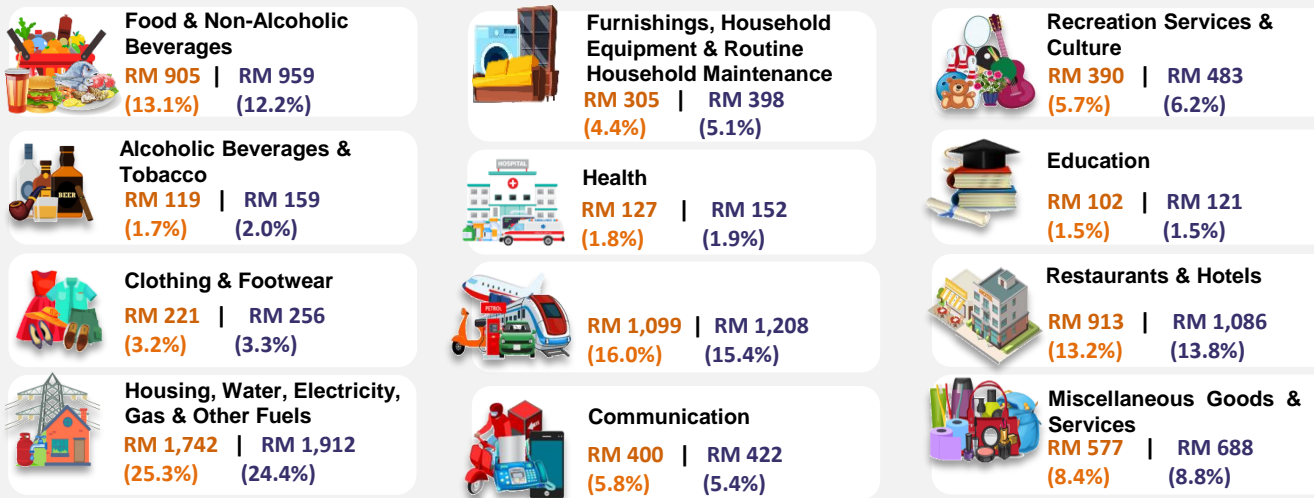 Food & Non-Alcoholic
Beverages
RM 905 | RM 959
(13.1%) (12.2%)
Alcoholic Beverages &
Tobacco
RM 119 | RM 159
(1.7%) (2.0%)
BEER
Clothing & Footwear
RM 221 | RM 256
(3.2%) (3.3%)
Housing, Water, Electricity,
Gas & Other Fuels
RM 1,742 | RM 1,912
(25.3%) (24.4%)
Furnishings, Household
Equipment & Routine
Household Maintenance
RM 305 | RM 398
(4.4%) (5.1%)
HOSPITAL
Health
RM 127 | RM 152
(1.8%) (1.9%)
PETROL
RM 1,099 | RM 1,208
(16.0%) (15.4%)
Communication
RM 400 | RM 422
(5.8%) (5.4%)
Recreation Services &
Culture
RM 390 | RM 483
(5.7%) (6.2%)
Education
RM 102 | RM 121
(1.5%) (1.5%)
Restaurants & Hotels
RM 913 | RM 1,086
(13.2%) (13.8%)
Miscellaneous Goods &
Services
RM 577 | RM 688
(8.4%) (8.8%)